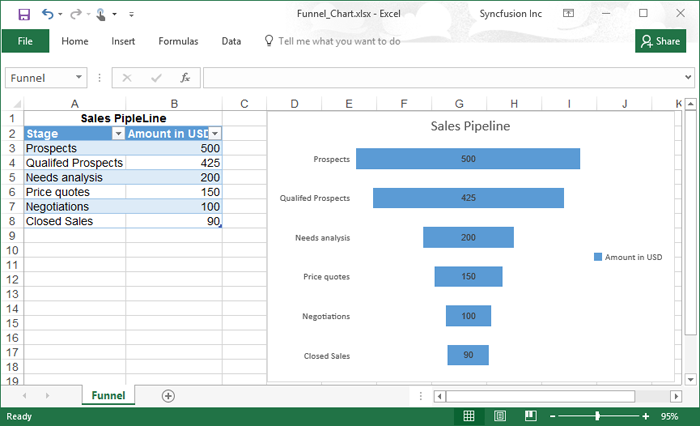 Funnel_Chart.xlsx - Excel
Syncfusion Inc
File Home Insert Formulas Data Tell me what you want to do Share
Funnel fx
A B C D E F G H I J K
1 Sales PipleLine
2 Stage Amount in USD
3 Prospects 500
4 Qualifed Prospects 425
5 Needs analysis 200
6 Price quotes 150
7 Negotiations 100
8 Closed Sales 90
9
10
11
12
13
14
15
16
17
18
19
Sales Pipeline
Prospects 500
Qualifed Prospects 425
Needs analysis 200
Amount in USD
Price quotes 150
Negotiations 100
Closed Sales 90
Funnel
Ready 95%